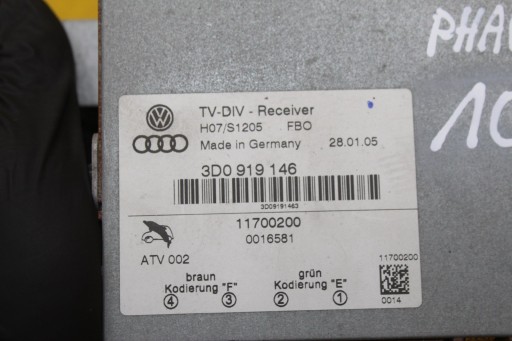 PHA
10
TV-DIV - Receiver
H07/S1205 FBO
Made in Germany 28.01.05
3D0 919 146
3D09191463
11700200
0016581
ATV 002
11700200
braun grün
Kodierung "F" Kodierung "E"
4 3 2 1
0014